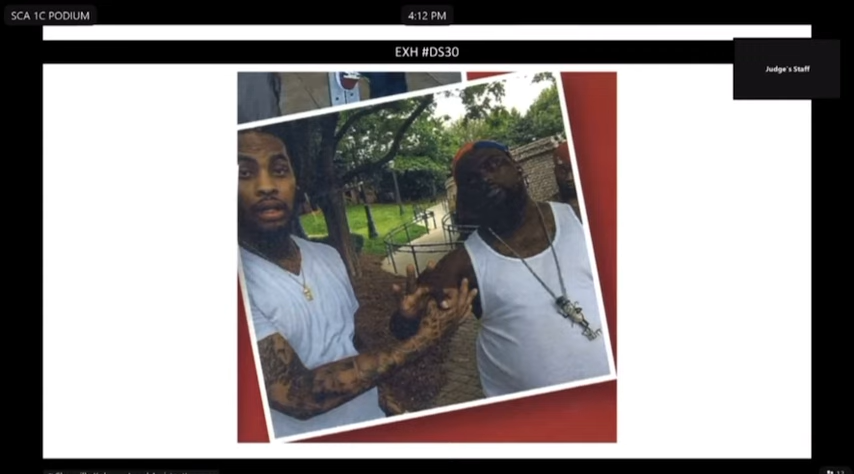 SCA 1C PODIUM
4:12 PM
EXH #DS30
Judge's Staff